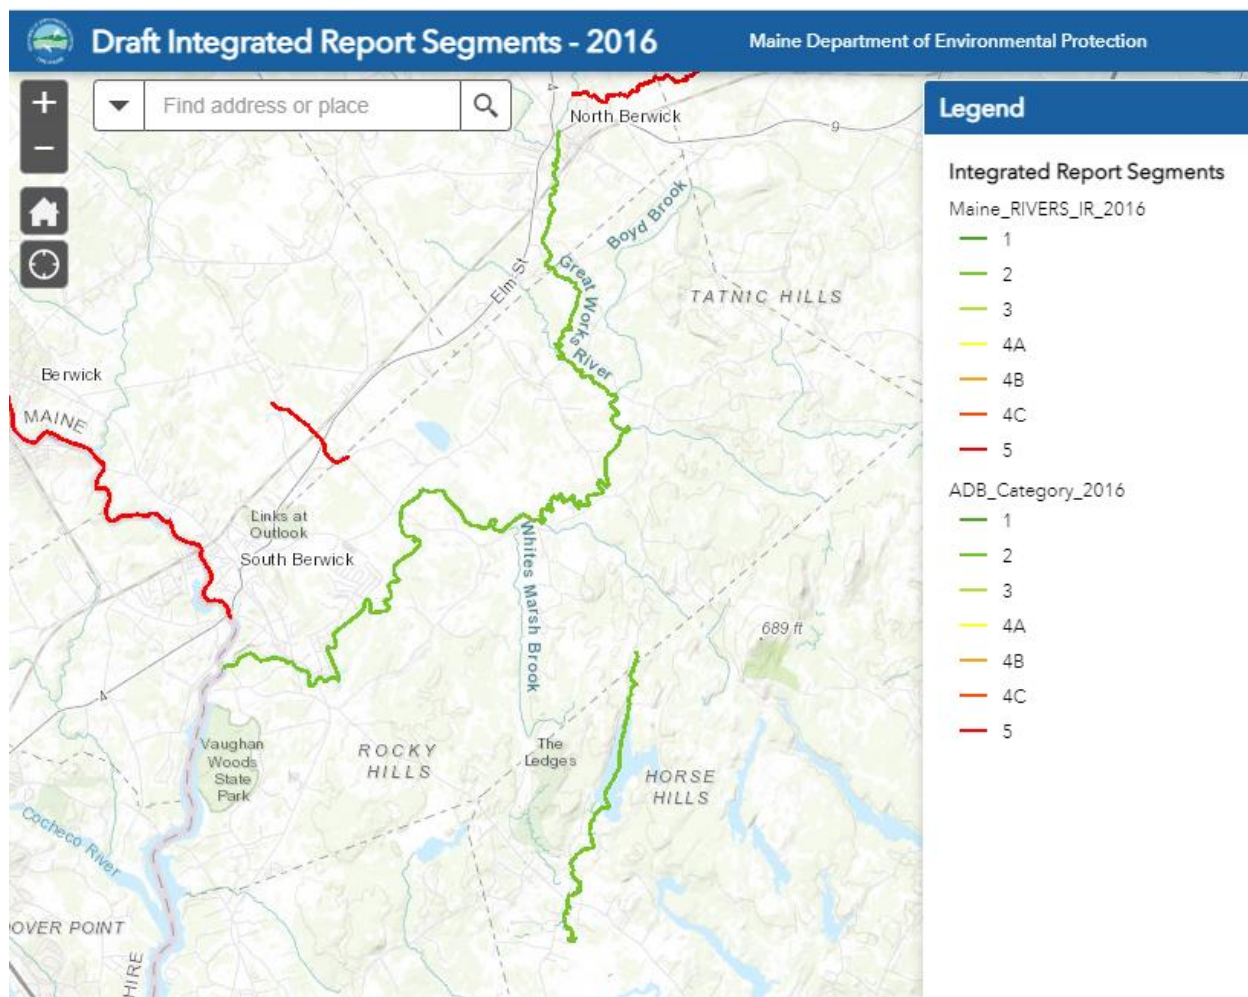 Draft Integrated Report Segments - 2016
Maine Department of Environmental Protection
+
Find address or place
−
Legend
Integrated Report Segments
Maine_RIVERS_IR_2016
1
2
3
4A
4B
4C
5
ADB_Category_2016
1
2
3
4A
4B
4C
5
4
North Berwick
9
Boyd Brook
Great Works River
Elm St
TATNIC HILLS
Berwick
MAINE
Links at
Outlook
South Berwick
Whites Marsh Brook
689 ft
4
Vaughan
Woods
State
Park
ROCKY
HILLS
The
Ledges
HORSE
HILLS
Cocheco River
OVER POINT
HIRE